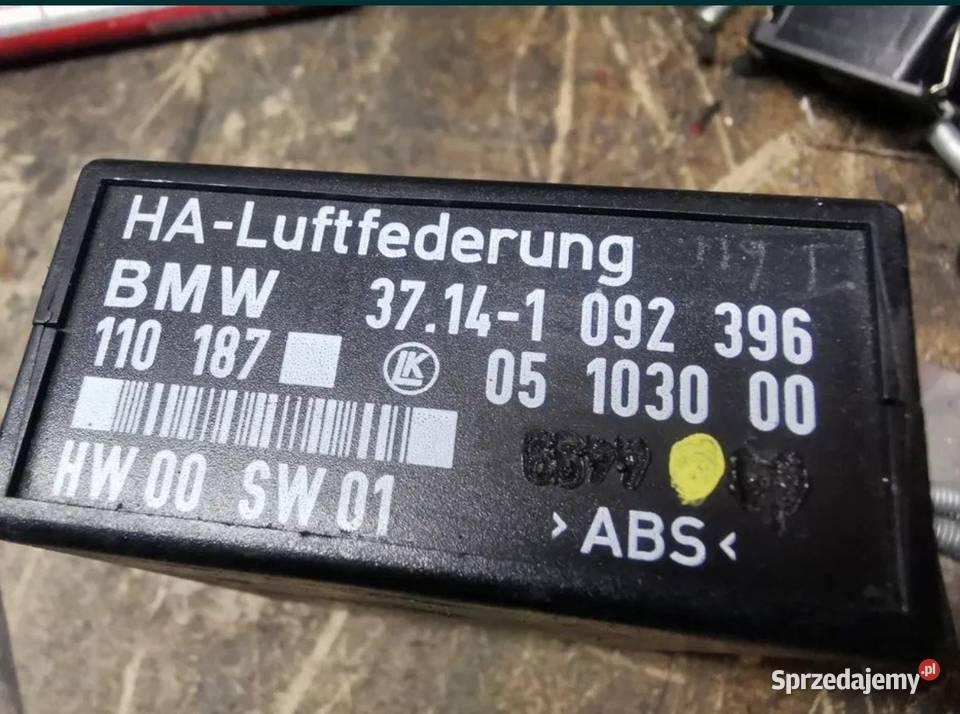 HA-Luftfederung
BMW 37.14-1 092 396
110 187 LK 05 1030 00
HW 00 SW 01
>ABS<
Sprzedajemy.pl